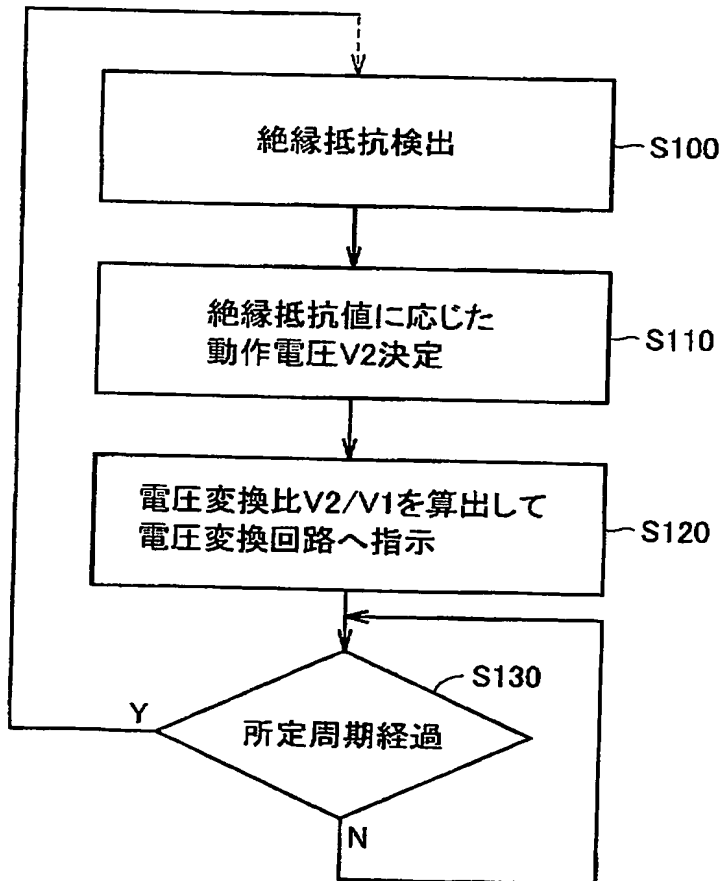 絶縁抵抗検出
S100
絶縁抵抗値に応じた
動作電圧V2決定
S110
電圧変換比V2/V1を算出して
電圧変換回路へ指示
S120
S130
Y
所定周期経過
N